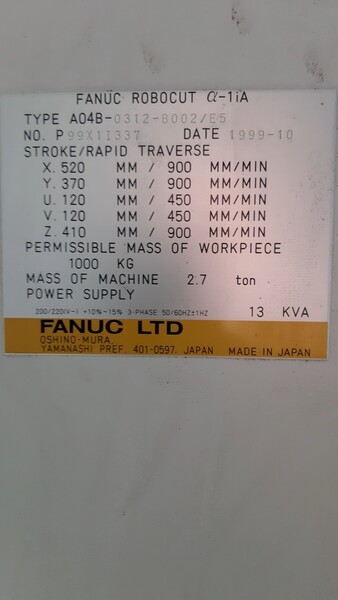 FANUC ROBOCUT α-1iA
TYPE A04B-0312-B002/E5
NO. P99X11337 DATE 1999-10
STROKE/RAPID TRAVERSE
X. 520 MM / 900 MM/MIN
Y. 370 MM / 900 MM/MIN
U. 120 MM / 450 MM/MIN
V. 120 MM / 450 MM/MIN
Z. 410 MM / 900 MM/MIN
PERMISSIBLE MASS OF WORKPIECE
1000 KG
MASS OF MACHINE 2.7 ton
POWER SUPPLY
200/220V~ +10%-15% 3-PHASE 50/60HZ±1HZ 13 KVA
FANUC LTD
OSHINO-MURA,
YAMANASHI PREF. 401-0597, JAPAN MADE IN JAPAN